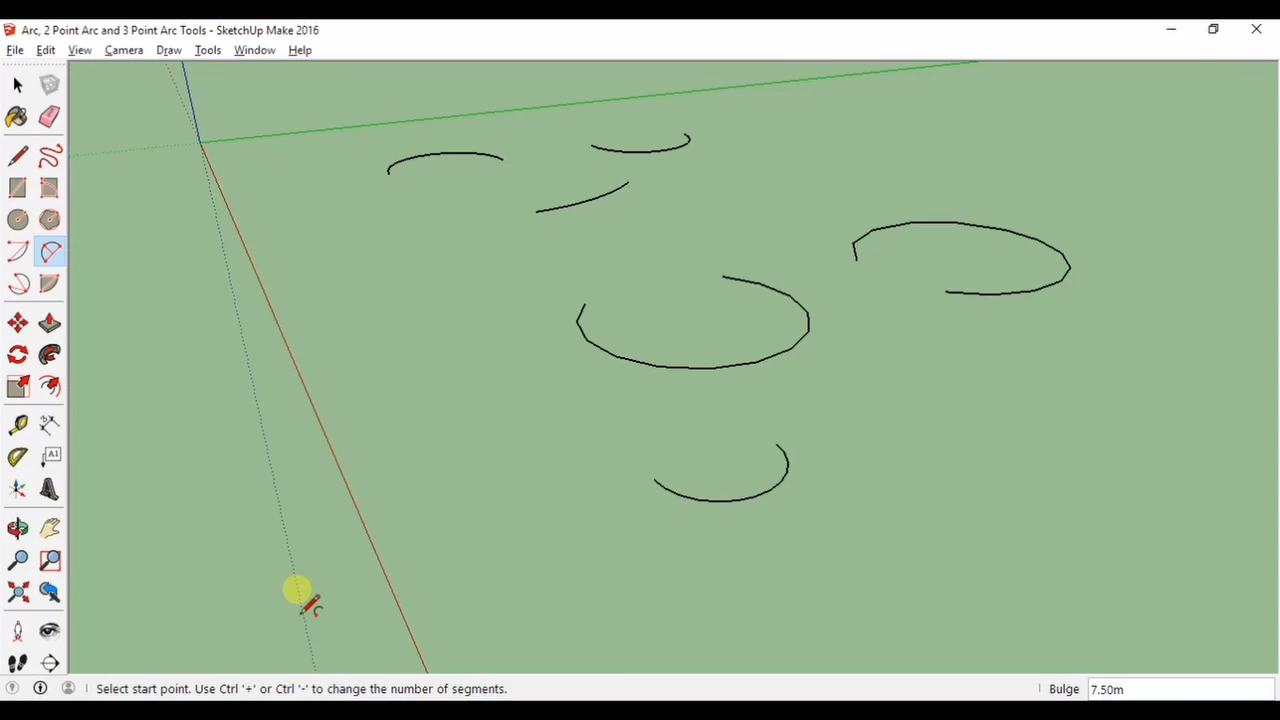 Arc, 2 Point Arc and 3 Point Arc Tools - SketchUp Make 2016
File Edit View Camera Draw Tools Window Help
A1
Select start point. Use Ctrl '+' or Ctrl '-' to change the number of segments.
Bulge 7.50m